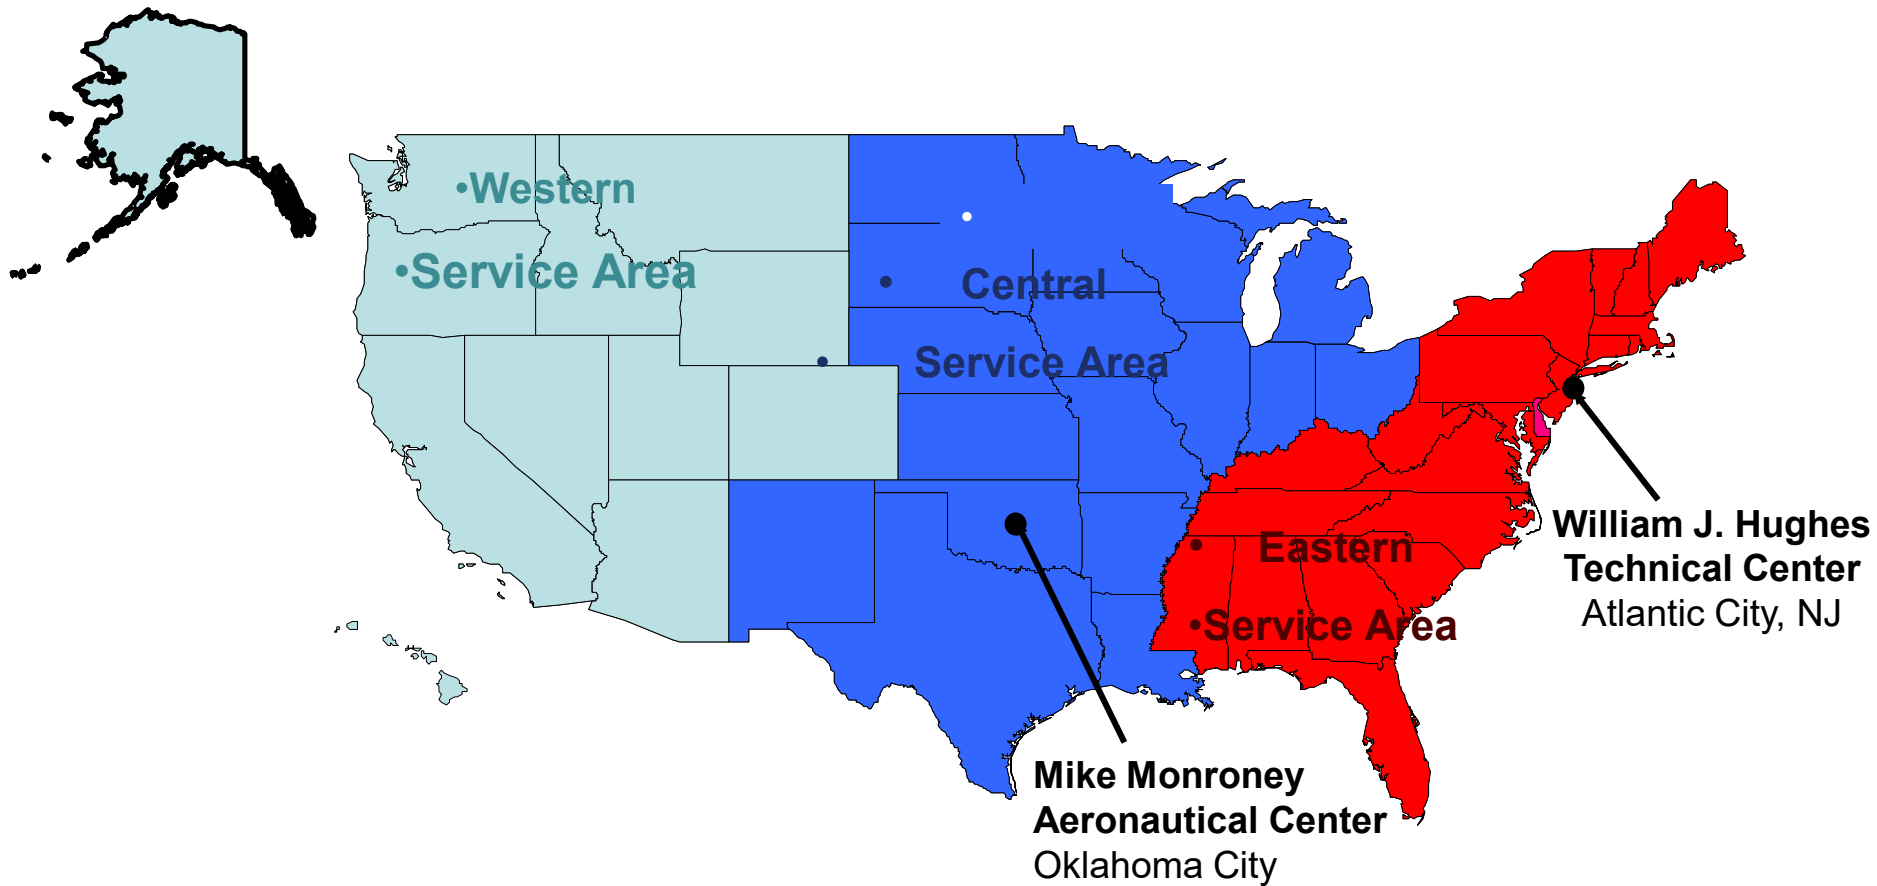 •Western
•Service Area
Central
Service Area
Eastern
•Service Area
William J. Hughes
Technical Center
Atlantic City, NJ
Mike Monroney
Aeronautical Center
Oklahoma City